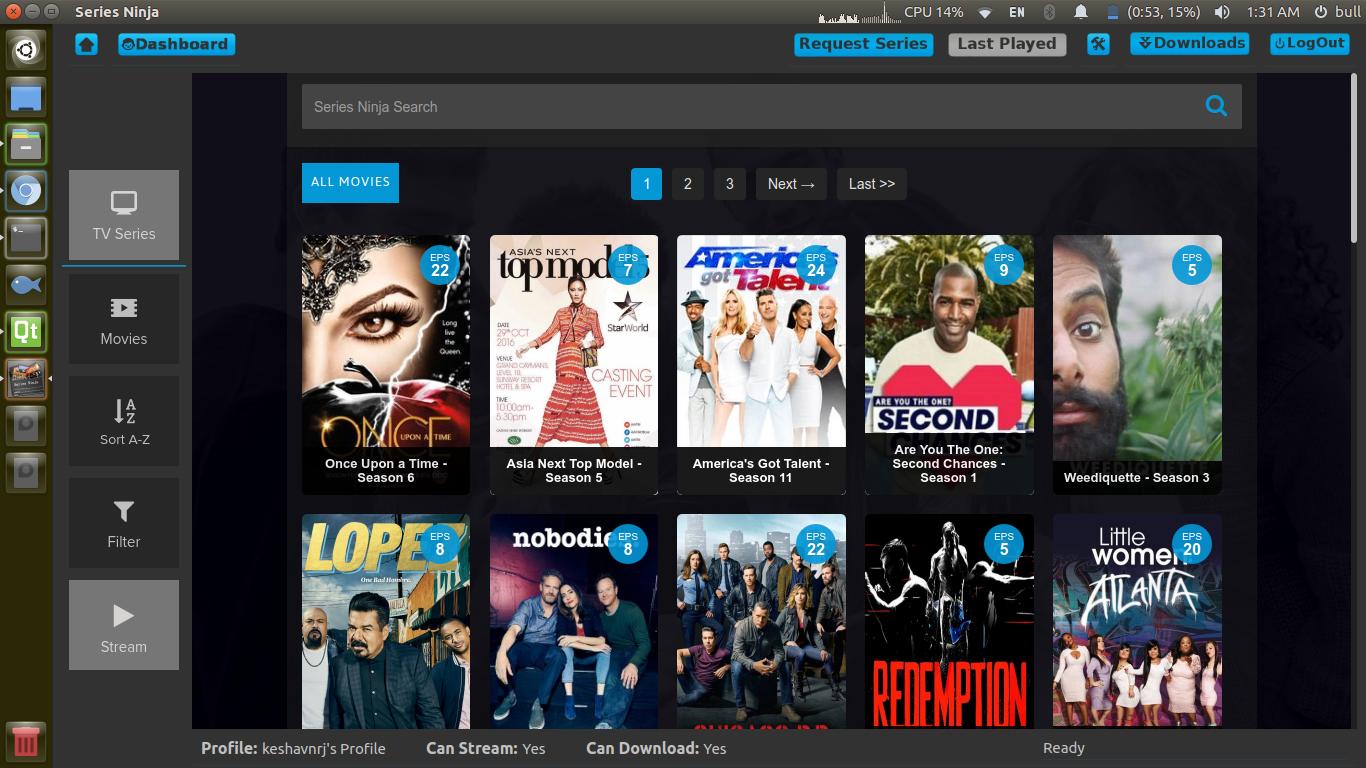 Series Ninja
CPU 14%
EN
(0:53, 15%)
1:31 AM
bull
Dashboard
Request Series
Last Played
Downloads
LogOut
Series Ninja Search
ALL MOVIES
1
2
3
Next →
Last >>
TV Series
Movies
Sort A-Z
Filter
Stream
EPS
22
Long
live
the
Queen.
ONCE
UPON A TIME
Once Upon a Time -
Season 6
ASIA'S NEXT
top model
EPS
7
StarWorld
DATE
29th OCT
2016
VENUE
GRAND CAYMANS,
LEVEL 10,
SUNWAY RESORT
HOTEL & SPA
TIME
10:00am-
5:30pm
CASTING
EVENT
Asia Next Top Model -
Season 5
America's
got Talent
EPS
24
America's Got Talent -
Season 11
EPS
9
ARE YOU THE ONE?
SECOND
CHANCES
Are You The One:
Second Chances -
Season 1
EPS
5
WEEDIQUETTE
Weediquette - Season 3
LOPEZ
One Bad Hombre.
EPS
8
nobodie
EPS
8
EPS
22
CHICAGO P.D.
EPS
5
REDEMPTION
Little
women
ATLANTA
EPS
20
Qt
Profile: keshavnrj's Profile
Can Stream: Yes
Can Download: Yes
Ready